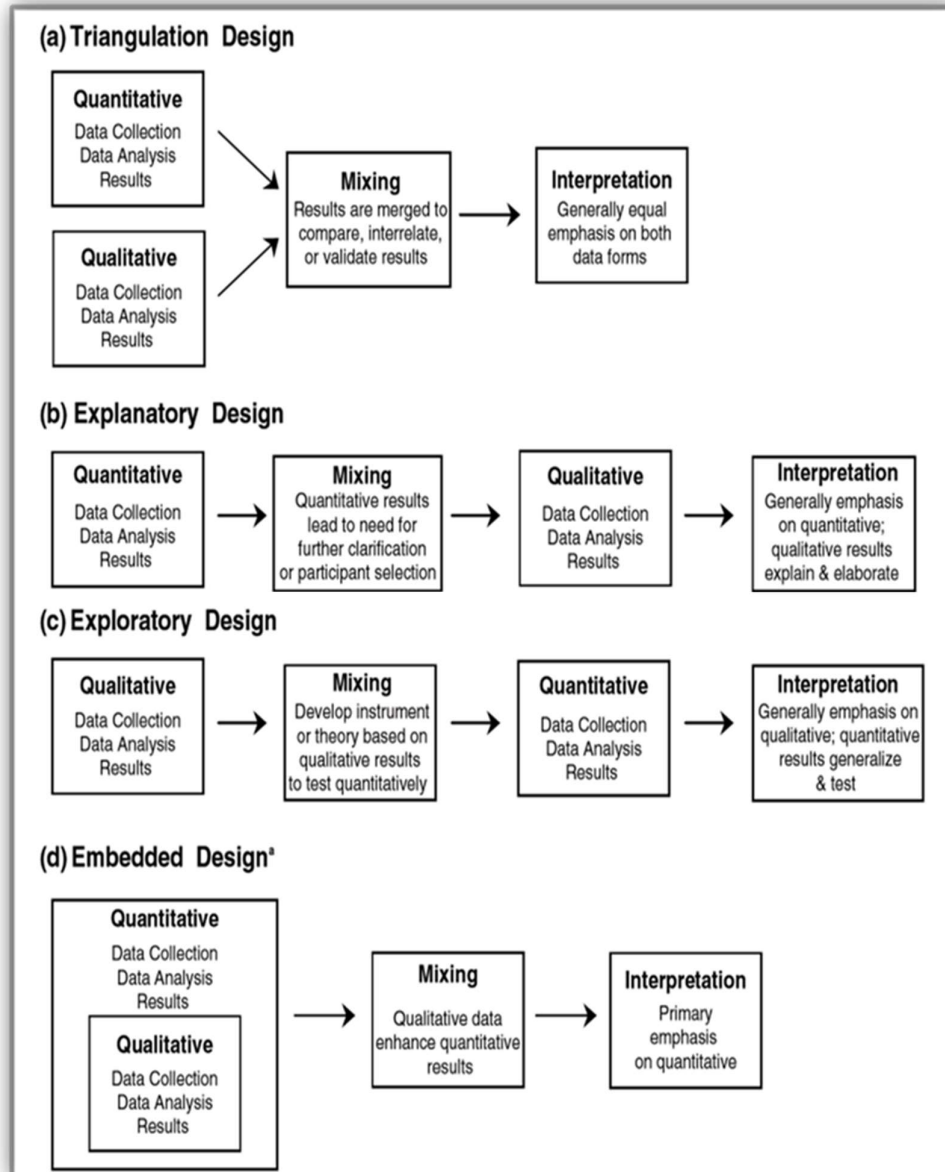 (a) Triangulation Design
Quantitative
Data Collection
Data Analysis
Results
Qualitative
Data Collection
Data Analysis
Results
Mixing
Results are merged to
compare, interrelate,
or validate results
Interpretation
Generally equal
emphasis on both
data forms
(b) Explanatory Design
Quantitative
Data Collection
Data Analysis
Results
Mixing
Quantitative results
lead to need for
further clarification
or participant selection
Qualitative
Data Collection
Data Analysis
Results
Interpretation
Generally emphasis
on quantitative;
qualitative results
explain & elaborate
(c) Exploratory Design
Qualitative
Data Collection
Data Analysis
Results
Mixing
Develop instrument
or theory based on
qualitative results
to test quantitatively
Quantitative
Data Collection
Data Analysis
Results
Interpretation
Generally emphasis on
qualitative; quantitative
results generalize
& test
(d) Embedded Designᵃ
Quantitative
Data Collection
Data Analysis
Results
Qualitative
Data Collection
Data Analysis
Results
Mixing
Qualitative data
enhance quantitative
results
Interpretation
Primary
emphasis
on quantitative